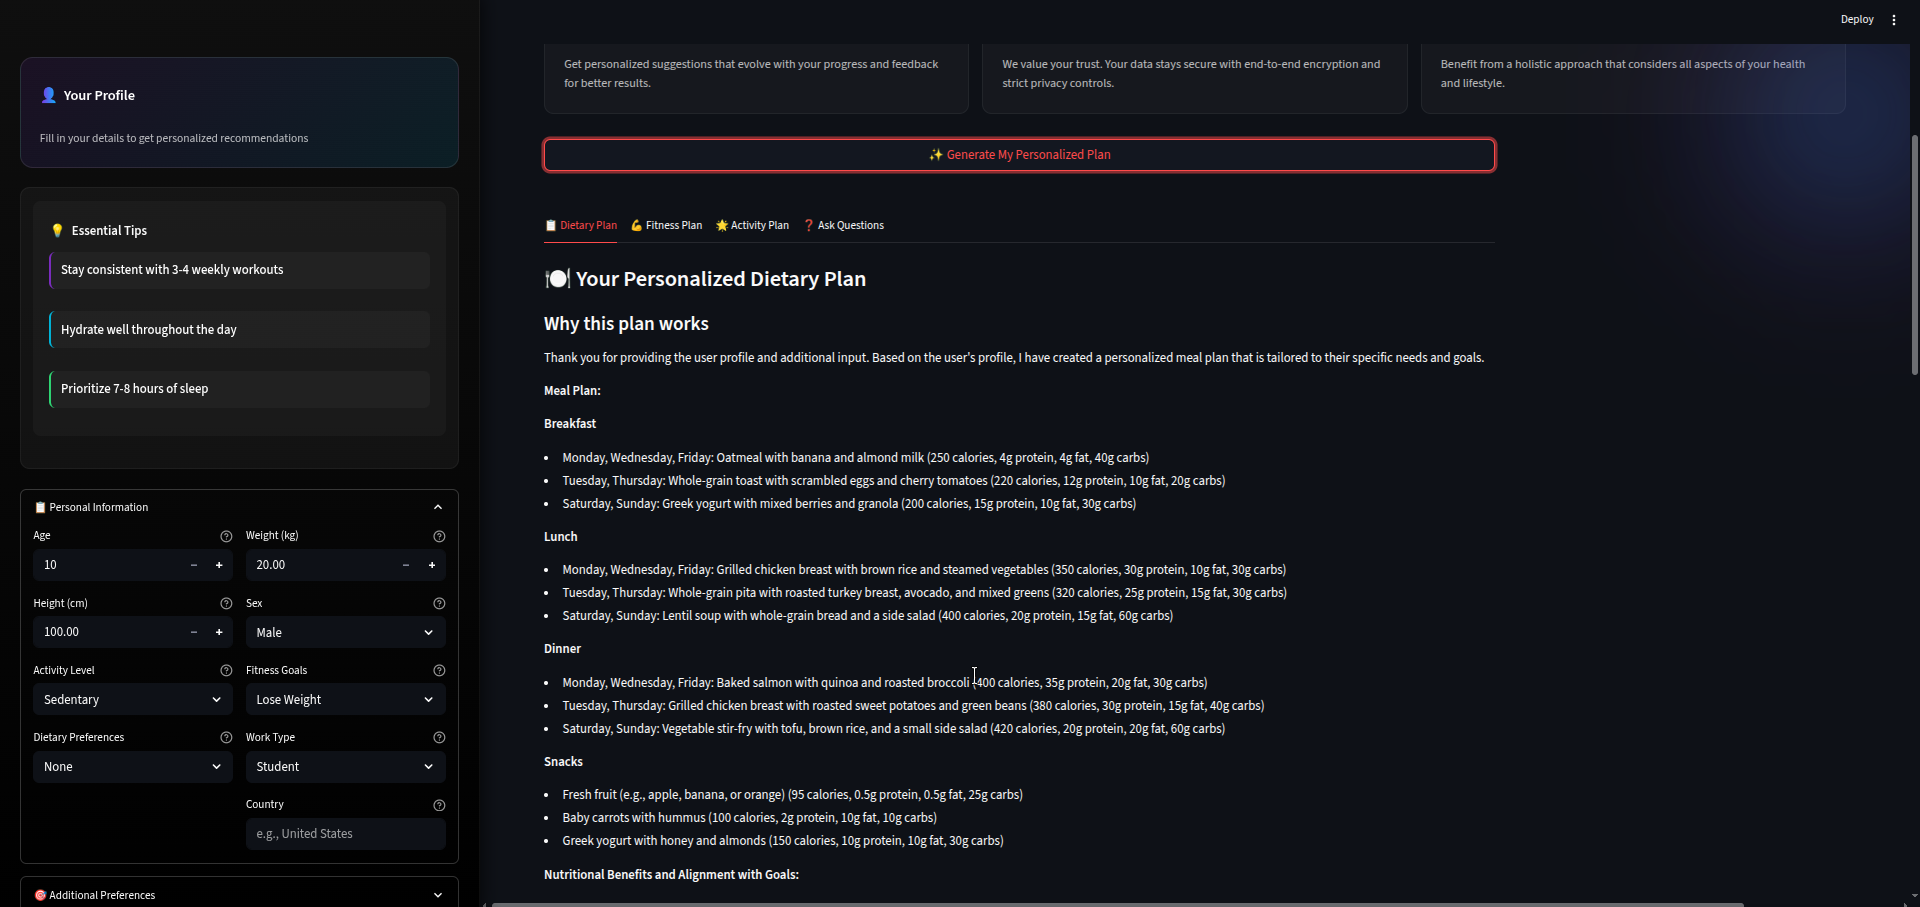 Deploy
👤 Your Profile
Fill in your details to get personalized recommendations
💡 Essential Tips
Stay consistent with 3-4 weekly workouts
Hydrate well throughout the day
Prioritize 7-8 hours of sleep
📋 Personal Information
Age
Weight (kg)
10
20.00
Height (cm)
Sex
100.00
Male
Activity Level
Fitness Goals
Sedentary
Lose Weight
Dietary Preferences
Work Type
None
Student
Country
e.g., United States
🎯 Additional Preferences
Get personalized suggestions that evolve with your progress and feedback
for better results.
We value your trust. Your data stays secure with end-to-end encryption and
strict privacy controls.
Benefit from a holistic approach that considers all aspects of your health
and lifestyle.
✨ Generate My Personalized Plan
📋 Dietary Plan
💪 Fitness Plan
🌟 Activity Plan
❓ Ask Questions
🍽️ Your Personalized Dietary Plan
Why this plan works
Thank you for providing the user profile and additional input. Based on the user's profile, I have created a personalized meal plan that is tailored to their specific needs and goals.
Meal Plan:
Breakfast
• Monday, Wednesday, Friday: Oatmeal with banana and almond milk (250 calories, 4g protein, 4g fat, 40g carbs)
• Tuesday, Thursday: Whole-grain toast with scrambled eggs and cherry tomatoes (220 calories, 12g protein, 10g fat, 20g carbs)
• Saturday, Sunday: Greek yogurt with mixed berries and granola (200 calories, 15g protein, 10g fat, 30g carbs)
Lunch
• Monday, Wednesday, Friday: Grilled chicken breast with brown rice and steamed vegetables (350 calories, 30g protein, 10g fat, 30g carbs)
• Tuesday, Thursday: Whole-grain pita with roasted turkey breast, avocado, and mixed greens (320 calories, 25g protein, 15g fat, 30g carbs)
• Saturday, Sunday: Lentil soup with whole-grain bread and a side salad (400 calories, 20g protein, 15g fat, 60g carbs)
Dinner
• Monday, Wednesday, Friday: Baked salmon with quinoa and roasted broccoli (400 calories, 35g protein, 20g fat, 30g carbs)
• Tuesday, Thursday: Grilled chicken breast with roasted sweet potatoes and green beans (380 calories, 30g protein, 15g fat, 40g carbs)
• Saturday, Sunday: Vegetable stir-fry with tofu, brown rice, and a small side salad (420 calories, 20g protein, 20g fat, 60g carbs)
Snacks
• Fresh fruit (e.g., apple, banana, or orange) (95 calories, 0.5g protein, 0.5g fat, 25g carbs)
• Baby carrots with hummus (100 calories, 2g protein, 10g fat, 10g carbs)
• Greek yogurt with honey and almonds (150 calories, 10g protein, 10g fat, 30g carbs)
Nutritional Benefits and Alignment with Goals: